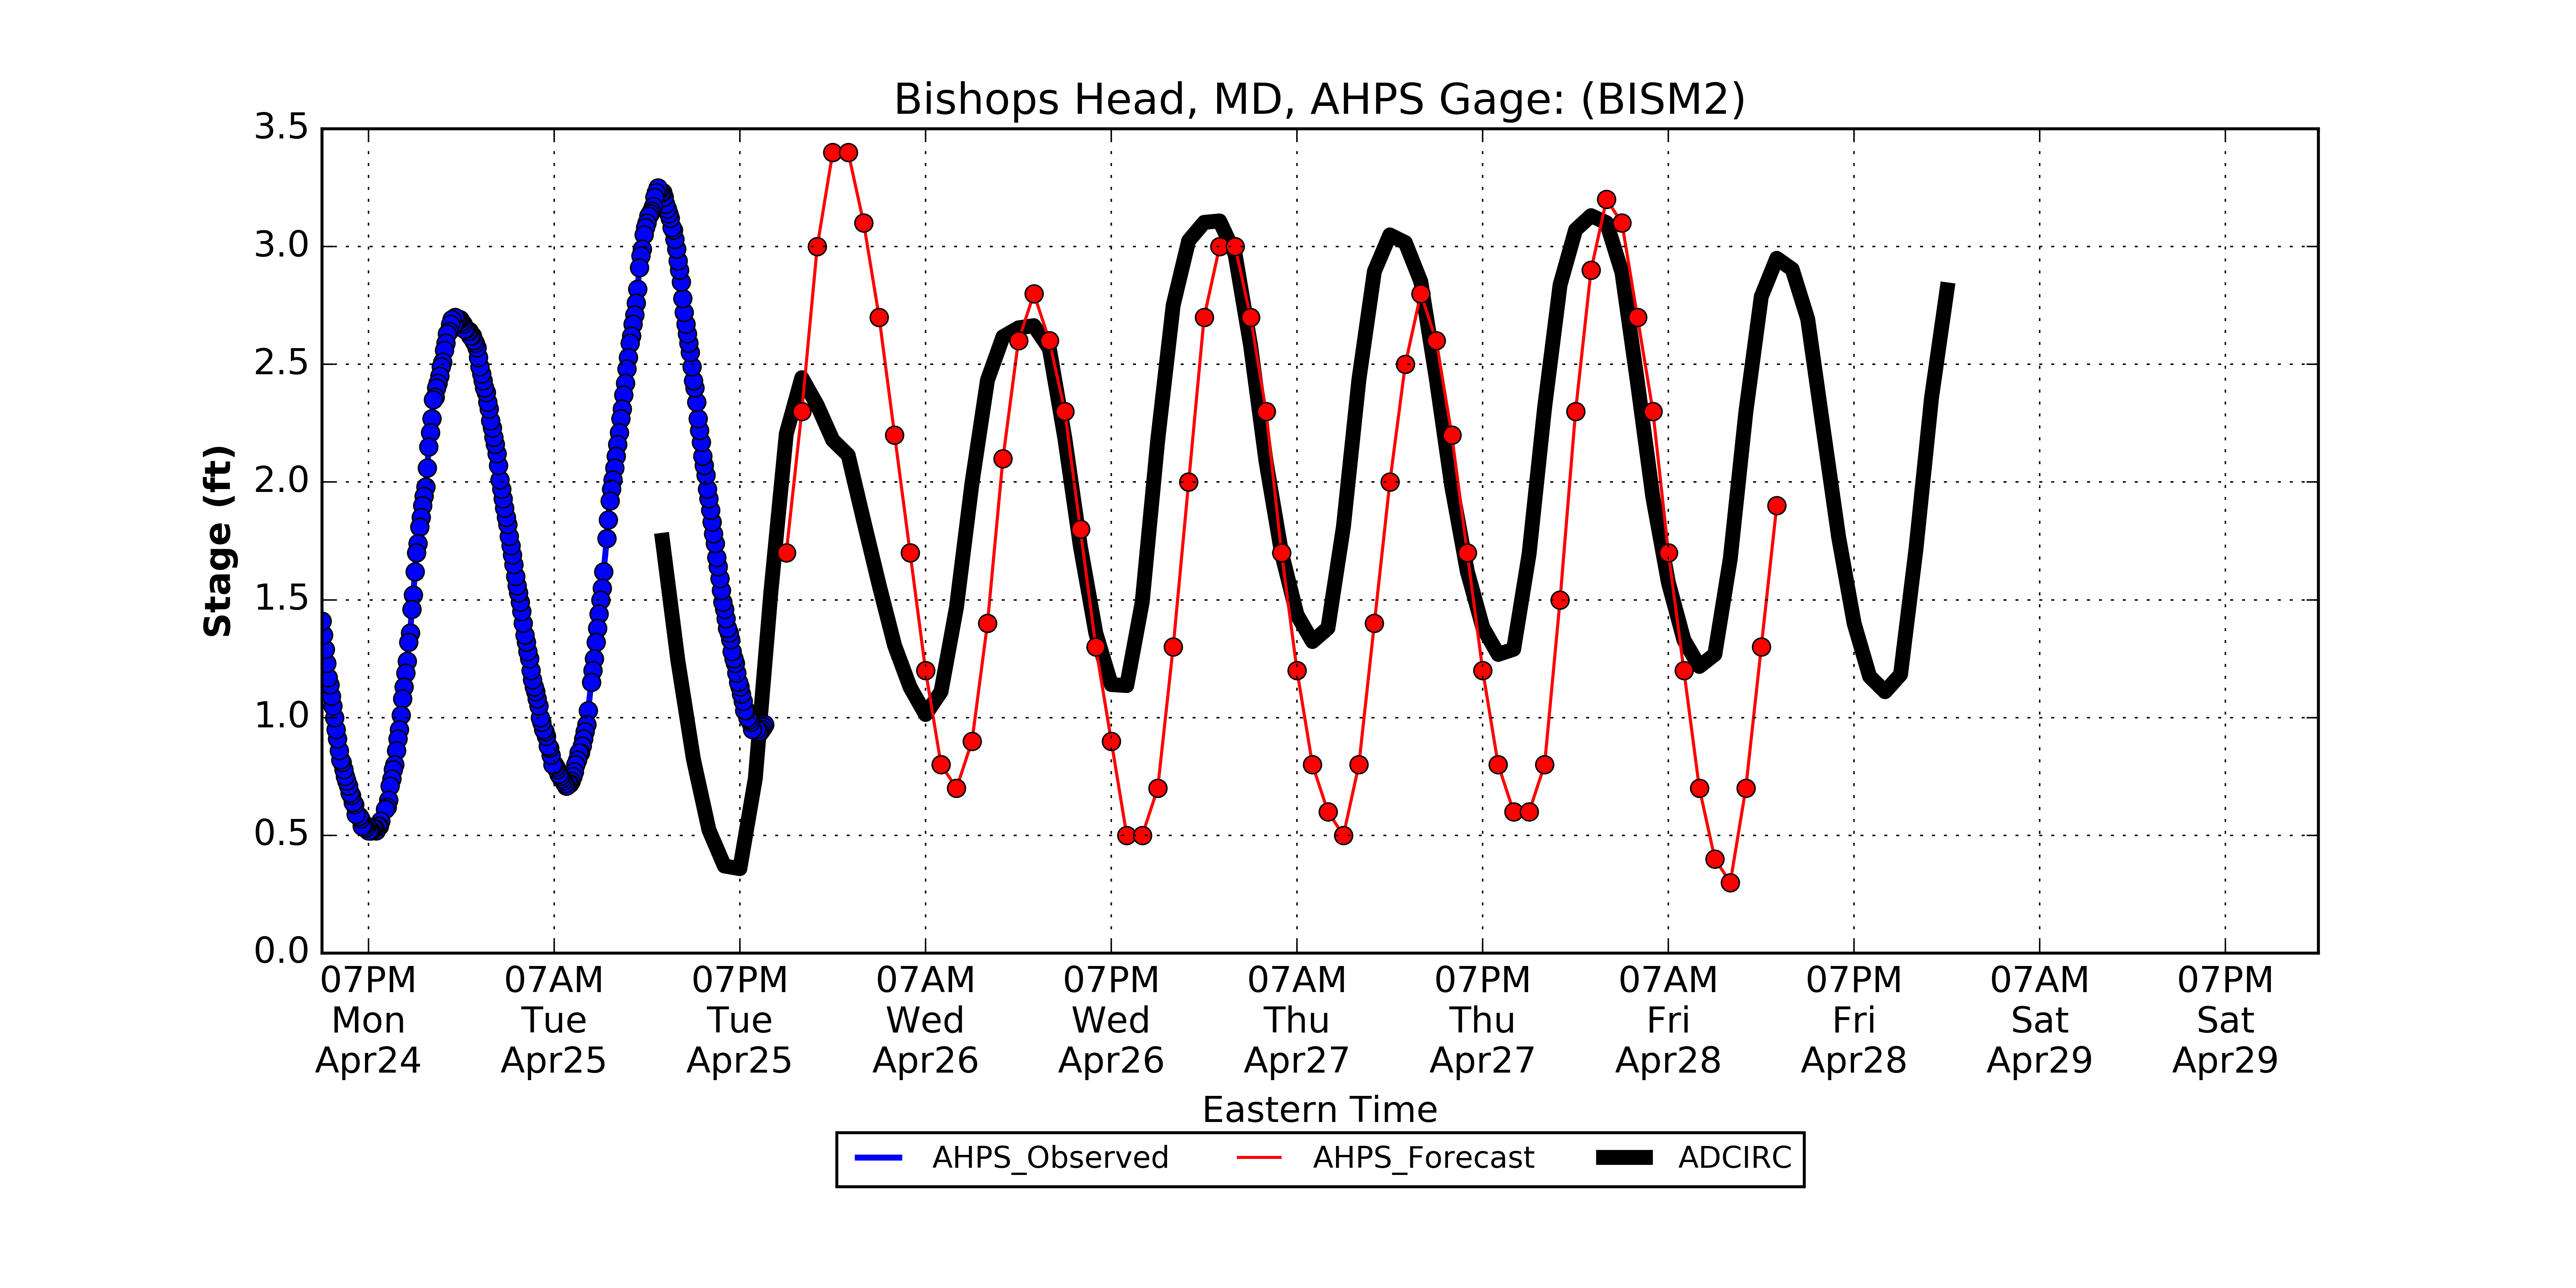 Bishops Head, MD, AHPS Gage: (BISM2)
3.5
3.0
2.5
2.0
1.5
1.0
0.5
0.0
Stage (ft)
07PM 07AM 07PM 07AM 07PM 07AM 07PM 07AM 07PM 07AM 07PM
Mon Tue Tue Wed Wed Thu Thu Fri Fri Sat Sat
Apr24 Apr25 Apr25 Apr26 Apr26 Apr27 Apr27 Apr28 Apr28 Apr29 Apr29
Eastern Time
AHPS_Observed AHPS_Forecast ADCIRC